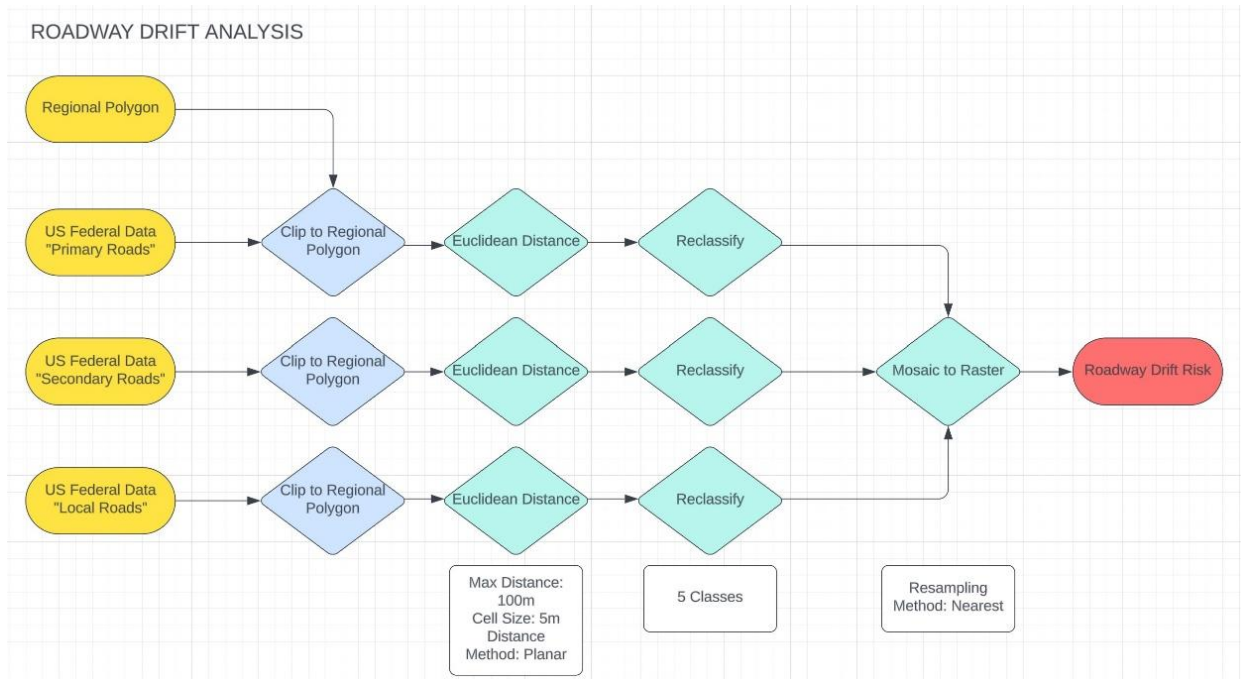 ROADWAY DRIFT ANALYSIS
Regional Polygon
US Federal Data
"Primary Roads"
Clip to Regional
Polygon
Euclidean Distance
Reclassify
US Federal Data
"Secondary Roads"
Clip to Regional
Polygon
Euclidean Distance
Reclassify
Mosaic to Raster
Roadway Drift Risk
US Federal Data
"Local Roads"
Clip to Regional
Polygon
Euclidean Distance
Reclassify
Max Distance:
100m
Cell Size: 5m
Distance
Method: Planar
5 Classes
Resampling
Method: Nearest